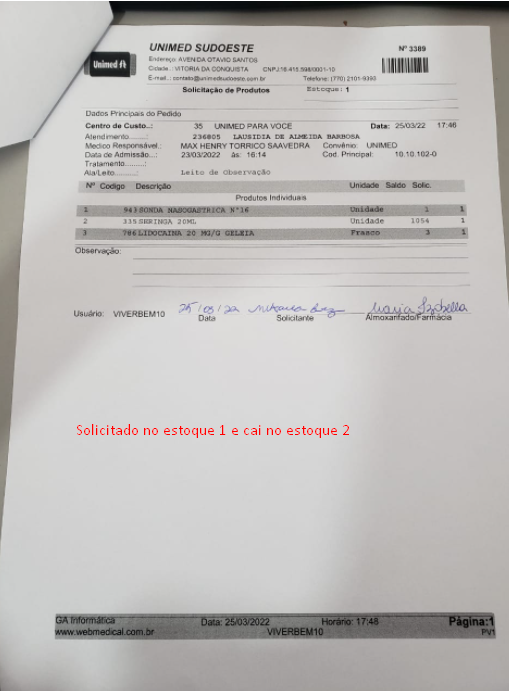 Unimed
UNIMED SUDOESTE
Nº 3389
Endereço: AVENIDA OTAVIO SANTOS
Cidade..: VITORIA DA CONQUISTA CNPJ:16.415.598/0001-10
E-mail..: contato@unimedsudoeste.com.br Telefone: (770) 2101-9393
Solicitação de Produtos Estoque: 1
Dados Principais do Pedido
Centro de Custo..: 35 UNIMED PARA VOCE Data: 25/03/22 17:46
Atendimento.......: 236805 LAUSIDIA DE ALMEIDA BARBOSA
Medico Responsável.: MAX HENRY TORRICO SAAVEDRA Convênio: UNIMED
Data de Admissão...: 23/03/2022 às: 16:14 Cod. Principal: 10.10.102-0
Tratamento.........:
Ala/Leito..........: Leito de Observação
Nº Codigo Descrição Unidade Saldo Solic.
Produtos Individuais
1 943 SONDA NASOGASTRICA N°16 Unidade 1 1
2 335 SERINGA 20ML Unidade 1054 1
3 786 LIDOCAINA 20 MG/G GELEIA Frasco 3 1
Observação:
25/03/22 Maria Izabella
Usuário: VIVERBEM10 Data Solicitante Almoxarifado/Farmácia
Solicitado no estoque 1 e cai no estoque 2
GA Informática Data: 25/03/2022 Horário: 17:48 Página:1
www.webmedical.com.br VIVERBEM10 PV1